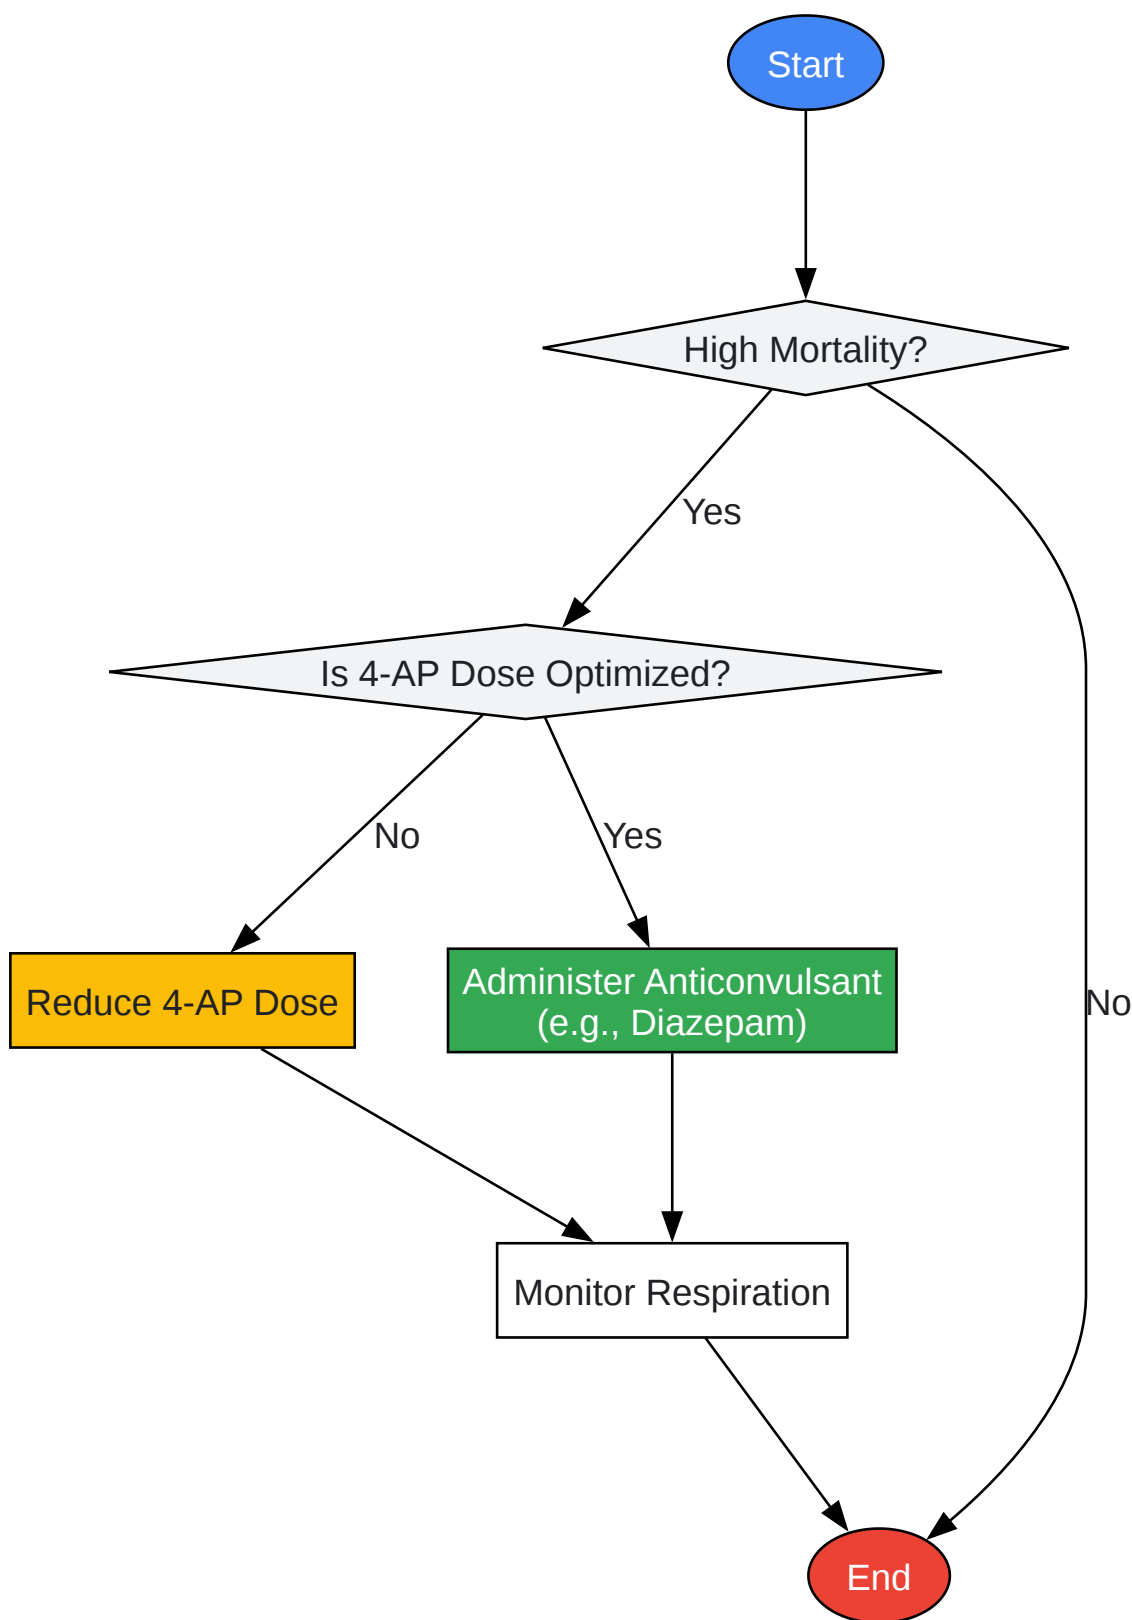 Start
High Mortality?
Yes
Is 4-AP Dose Optimized?
No
Yes
Reduce 4-AP Dose
Administer Anticonvulsant
(e.g., Diazepam)
No
Monitor Respiration
End